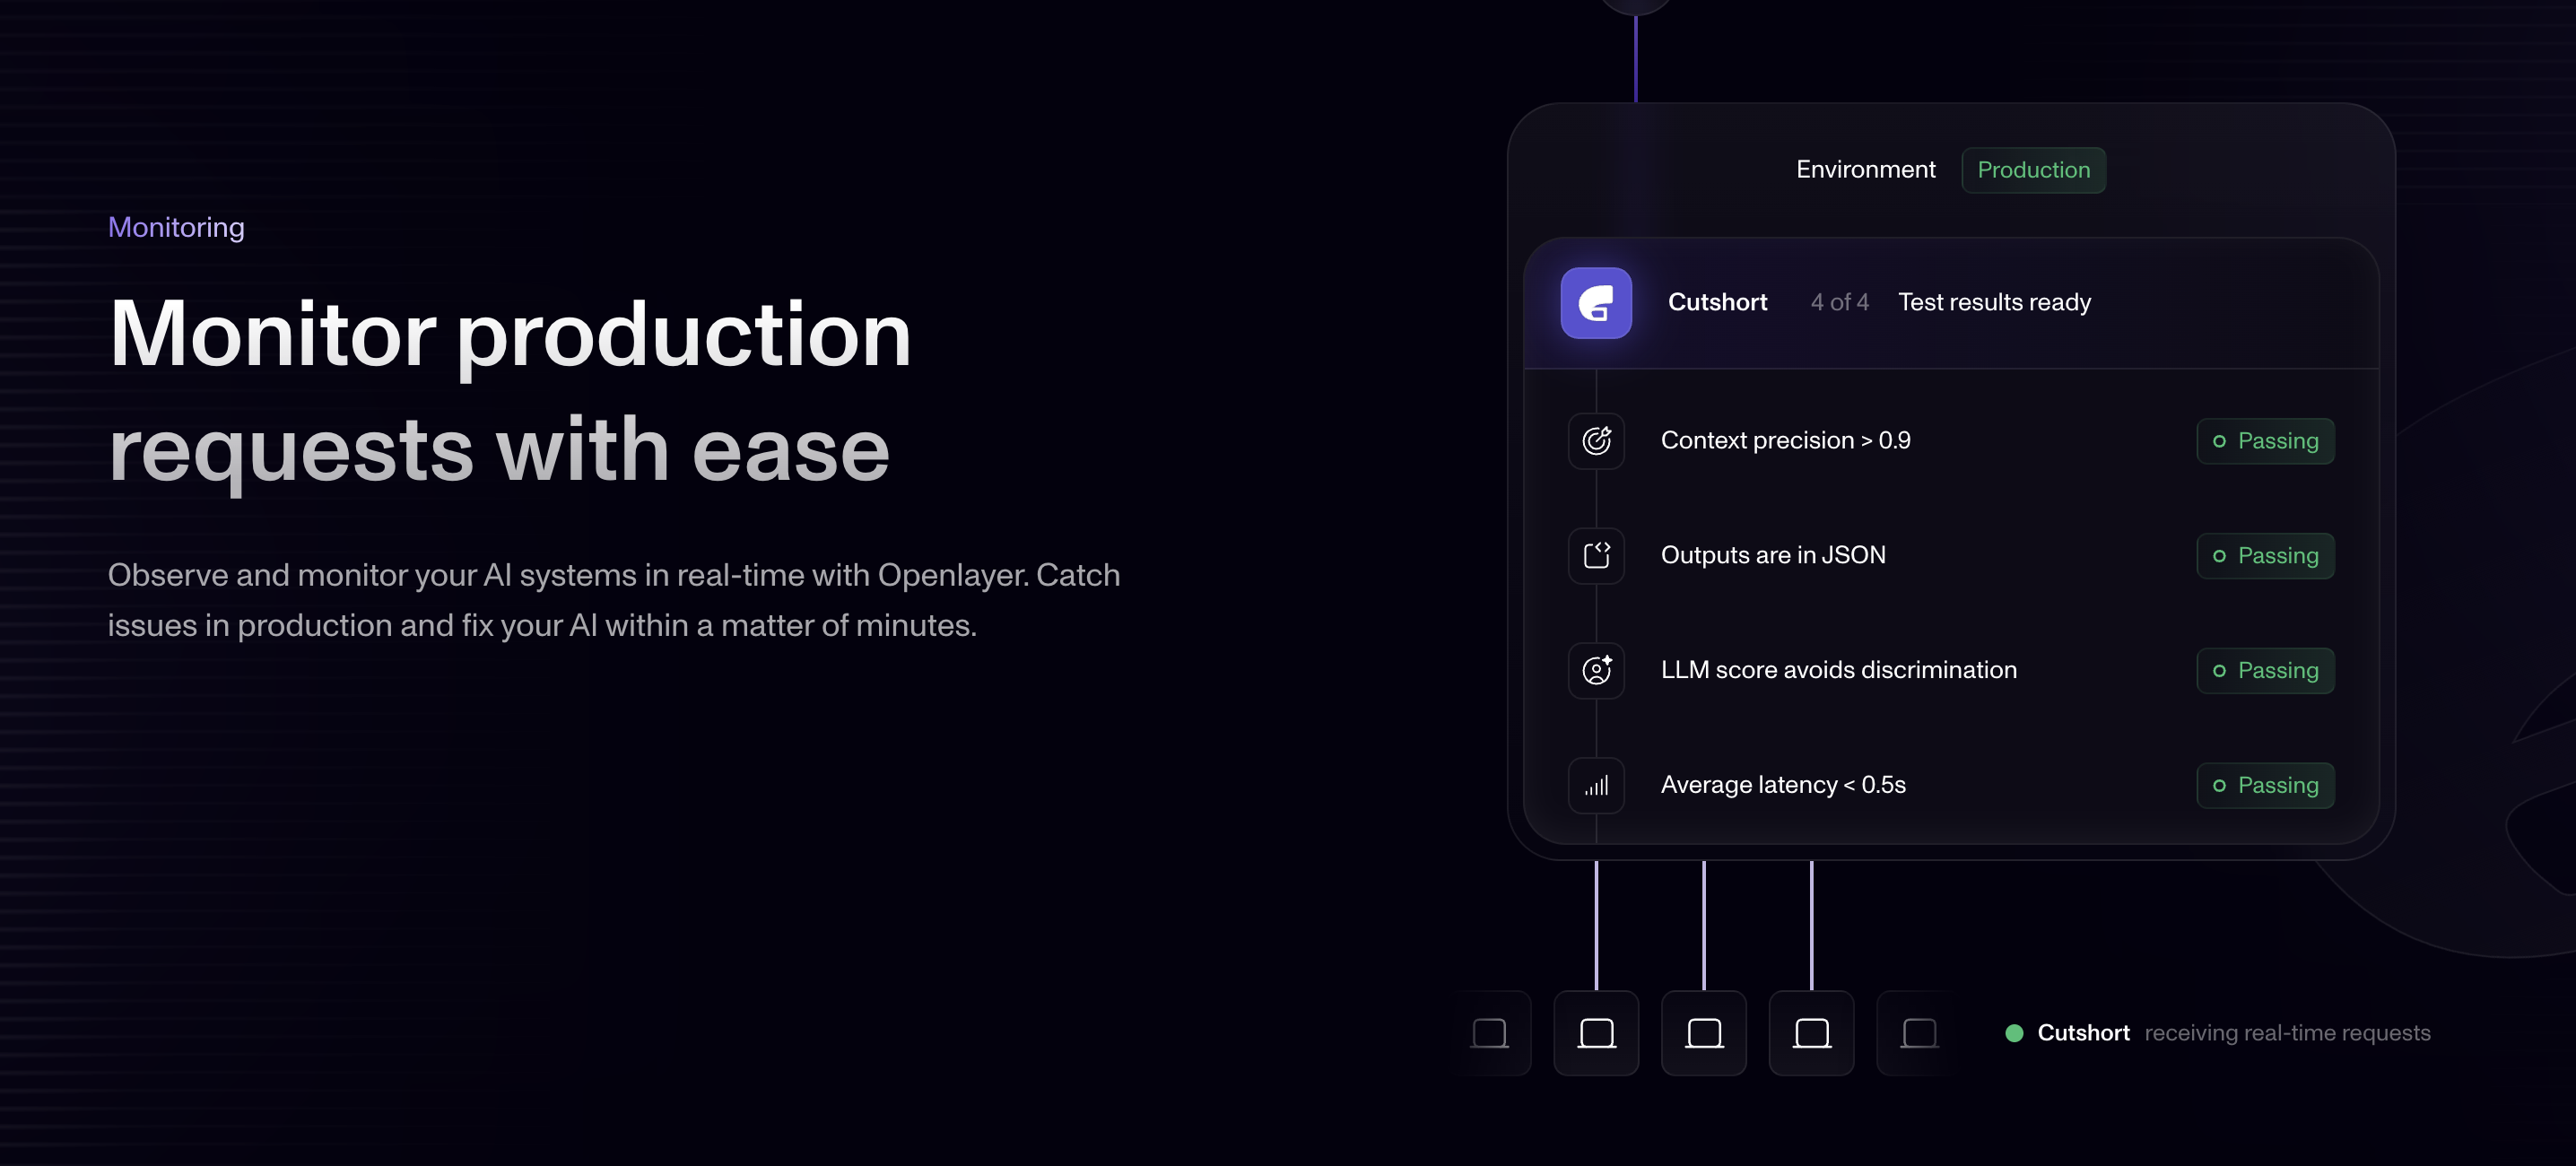 Monitoring
Monitor production
requests with ease
Observe and monitor your AI systems in real-time with Openlayer. Catch
issues in production and fix your AI within a matter of minutes.
Environment Production
Cutshort 4 of 4 Test results ready
Context precision > 0.9 Passing
Outputs are in JSON Passing
LLM score avoids discrimination Passing
Average latency < 0.5s Passing
Cutshort receiving real-time requests